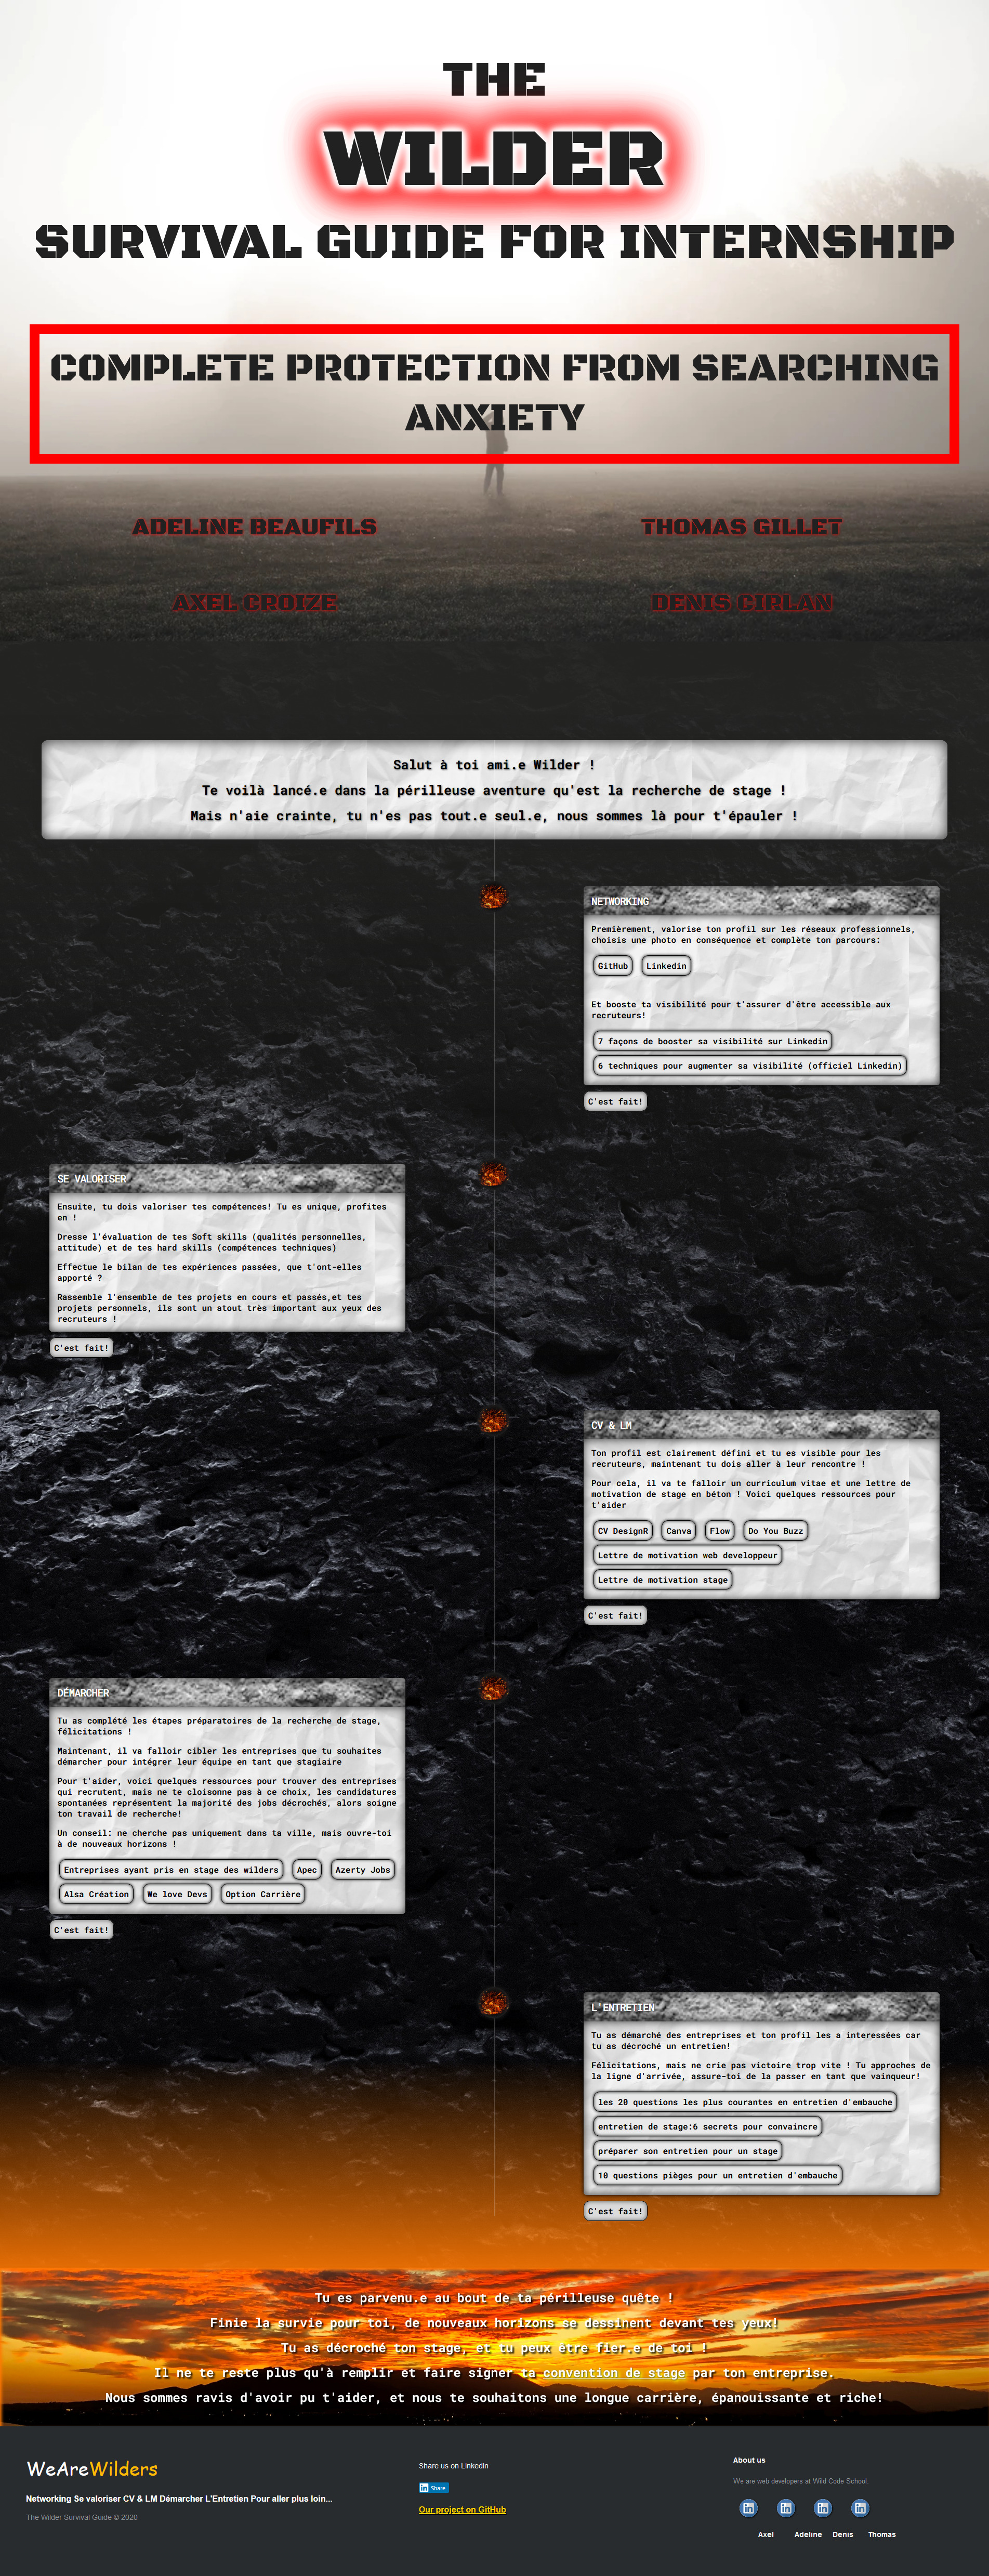 THE
WILDER
SURVIVAL GUIDE FOR INTERNSHIP
COMPLETE PROTECTION FROM SEARCHING
ANXIETY
ADELINE BEAUFILS
THOMAS GILLET
AXEL CROIZE
DENIS CIRLAN
Salut à toi ami.e Wilder !
Te voilà lancé.e dans la périlleuse aventure qu'est la recherche de stage !
Mais n'aie crainte, tu n'es pas tout.e seul.e, nous sommes là pour t'épauler !
NETWORKING
Premièrement, valorise ton profil sur les réseaux professionnels,
choisis une photo en conséquence et complète ton parcours:
GitHub Linkedin
Et booste ta visibilité pour t'assurer d'être accessible aux
recruteurs!
7 façons de booster sa visibilité sur Linkedin
6 techniques pour augmenter sa visibilité (officiel Linkedin)
C'est fait!
SE VALORISER
Ensuite, tu dois valoriser tes compétences! Tu es unique, profites
en !
Dresse l'évaluation de tes Soft skills (qualités personnelles,
attitude) et de tes hard skills (compétences techniques)
Effectue le bilan de tes expériences passées, que t'ont-elles
apporté ?
Rassemble l'ensemble de tes projets en cours et passés,et tes
projets personnels, ils sont un atout très important aux yeux des
recruteurs !
C'est fait!
CV & LM
Ton profil est clairement défini et tu es visible pour les
recruteurs, maintenant tu dois aller à leur rencontre !
Pour cela, il va te falloir un curriculum vitae et une lettre de
motivation de stage en béton ! Voici quelques ressources pour
t'aider
CV DesignR Canva Flow Do You Buzz
Lettre de motivation web developpeur
Lettre de motivation stage
C'est fait!
DÉMARCHER
Tu as complété les étapes préparatoires de la recherche de stage,
félicitations !
Maintenant, il va falloir cibler les entreprises que tu souhaites
démarcher pour intégrer leur équipe en tant que stagiaire
Pour t'aider, voici quelques ressources pour trouver des entreprises
qui recrutent, mais ne te cloisonne pas à ce choix, les candidatures
spontanées représentent la majorité des jobs décrochés, alors soigne
ton travail de recherche!
Un conseil: ne cherche pas uniquement dans ta ville, mais ouvre-toi
à de nouveaux horizons !
Entreprises ayant pris en stage des wilders Apec Azerty Jobs
Alsa Création We love Devs Option Carrière
C'est fait!
L'ENTRETIEN
Tu as démarché des entreprises et ton profil les a interessées car
tu as décroché un entretien!
Félicitations, mais ne crie pas victoire trop vite ! Tu approches de
la ligne d'arrivée, assure-toi de la passer en tant que vainqueur!
les 20 questions les plus courantes en entretien d'embauche
entretien de stage:6 secrets pour convaincre
préparer son entretien pour un stage
10 questions pièges pour un entretien d'embauche
C'est fait!
Tu es parvenu.e au bout de ta périlleuse quête !
Finie la survie pour toi, de nouveaux horizons se dessinent devant tes yeux!
Tu as décroché ton stage, et tu peux être fier.e de toi !
Il ne te reste plus qu'à remplir et faire signer ta convention de stage par ton entreprise.
Nous sommes ravis d'avoir pu t'aider, et nous te souhaitons une longue carrière, épanouissante et riche!
WeAreWilders
Networking Se valoriser CV & LM Démarcher L'Entretien Pour aller plus loin...
The Wilder Survival Guide © 2020
Share us on Linkedin
in Share
Our project on GitHub
About us
We are web developers at Wild Code School.
in in in in
Axel Adeline Denis Thomas